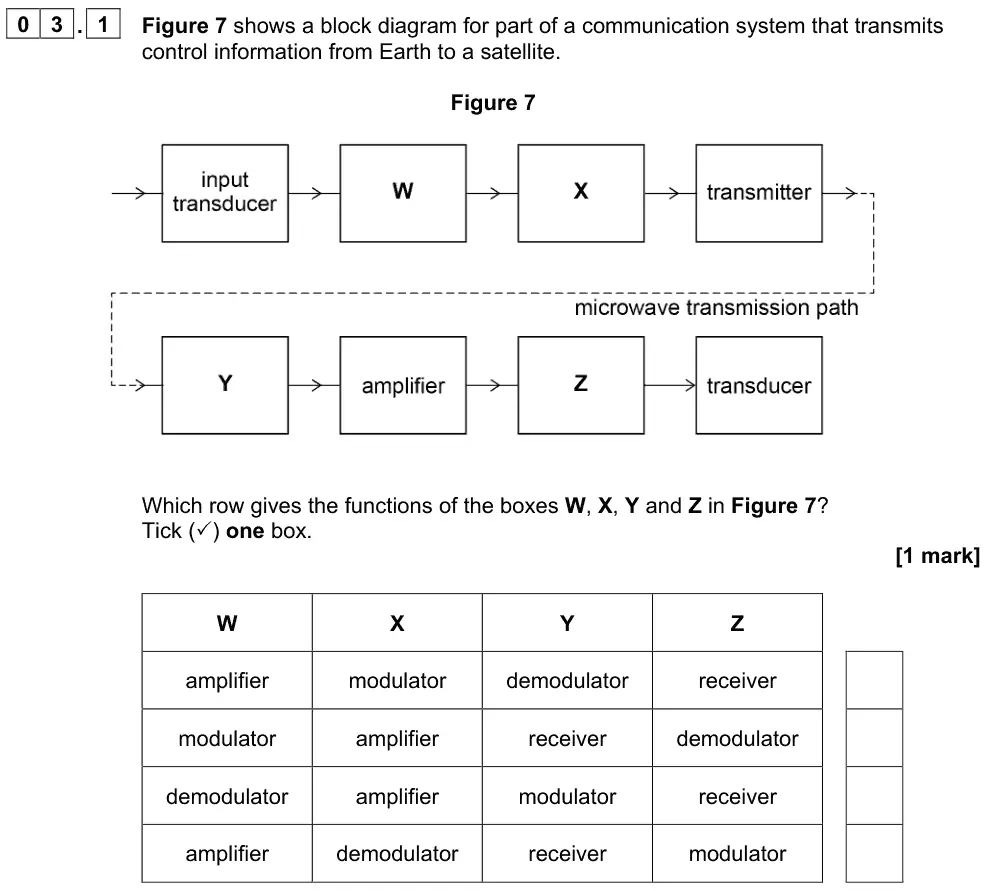 0 3 . 1 Figure 7 shows a block diagram for part of a communication system that transmits
control information from Earth to a satellite.
Figure 7
input
transducer
W
X
transmitter
microwave transmission path
Y
amplifier
Z
transducer
Which row gives the functions of the boxes W, X, Y and Z in Figure 7?
Tick (✓) one box.
[1 mark]
W X Y Z
amplifier modulator demodulator receiver
modulator amplifier receiver demodulator
demodulator amplifier modulator receiver
amplifier demodulator receiver modulator